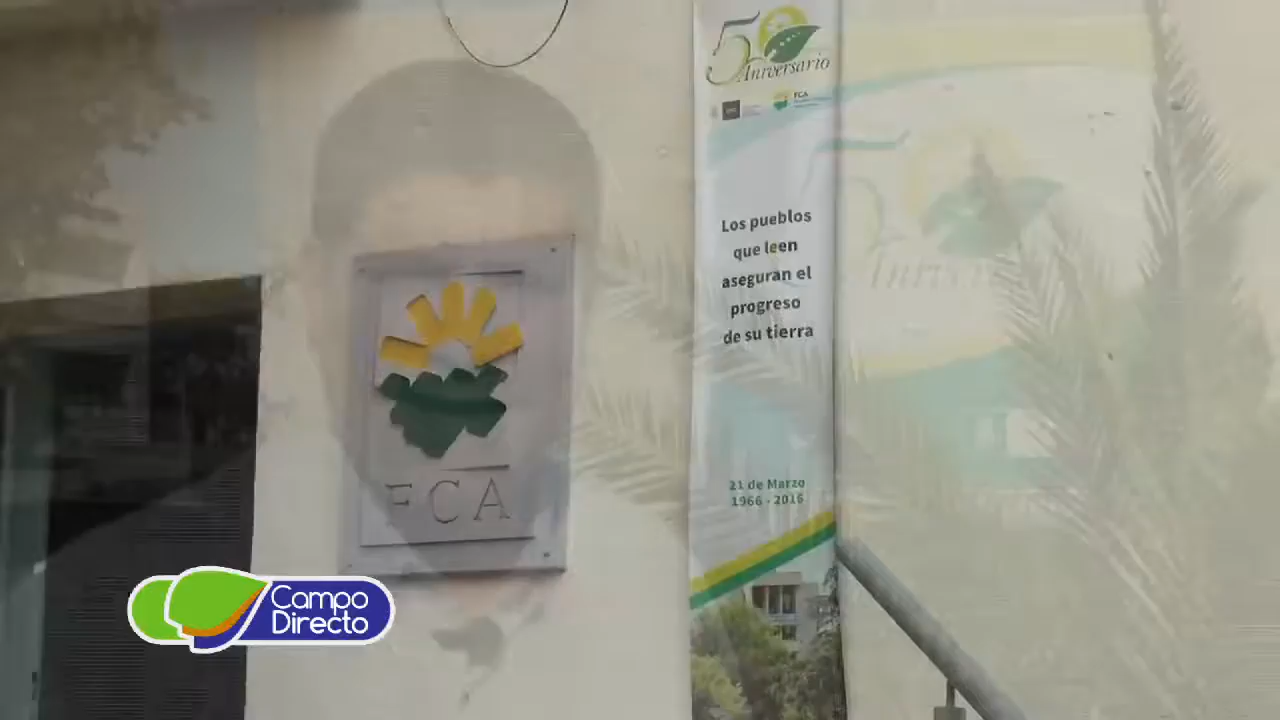 50
Aniversario
FCA
Los pueblos
que leen
aseguran el
progreso
de su tierra
21 de Marzo
1966 - 2016
FCA
Campo
Directo